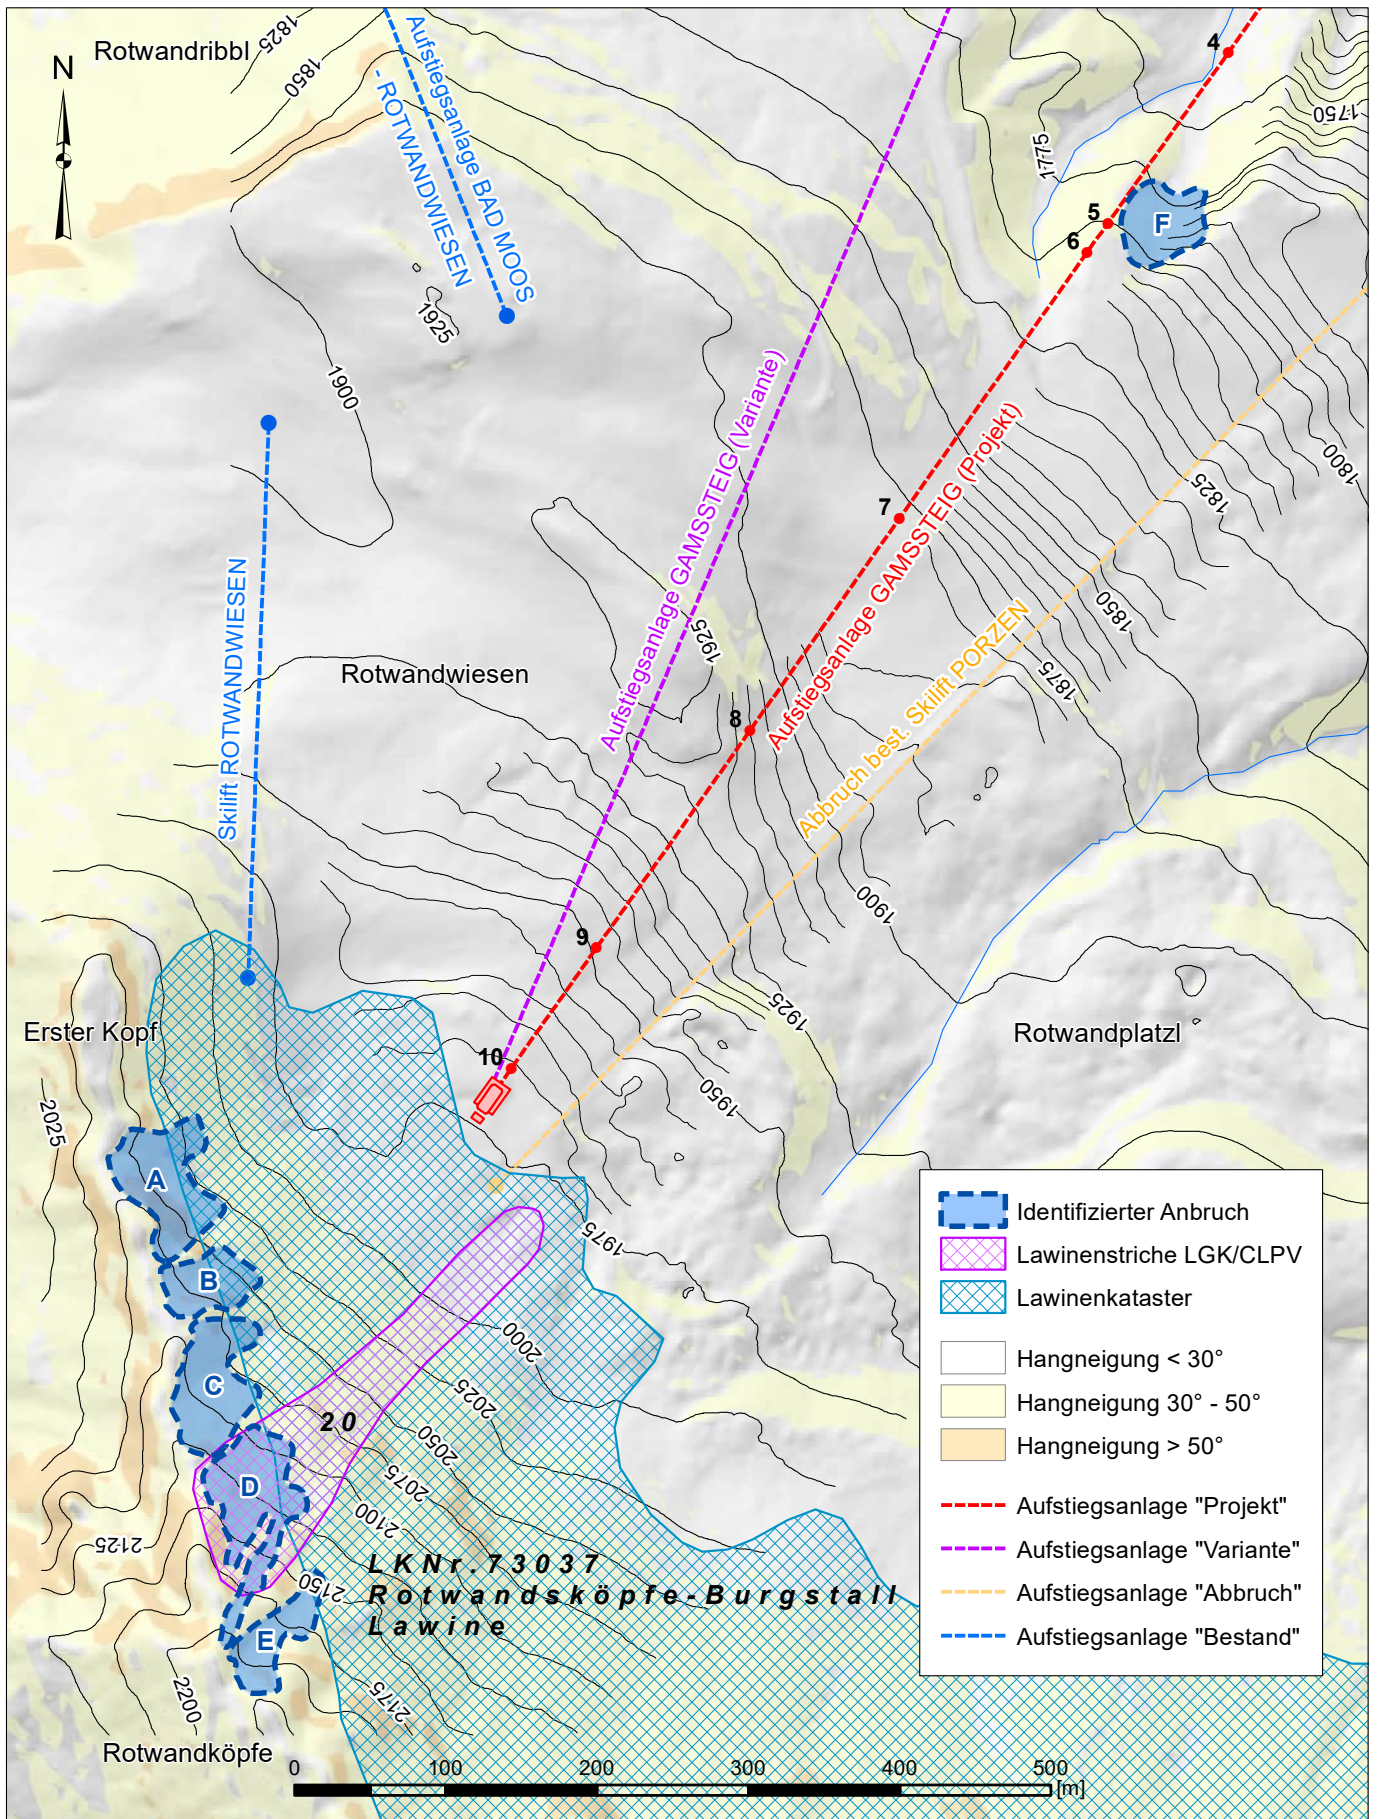 Rotwandribbl
1825
1850
N
Aufstiegsanlage BAD MOOS
- ROTWANDWIESEN
4
1750
1775
5
F
6
1925
1900
Aufstiegsanlage GAMSSTEIG (Variante)
Aufstiegsanlage GAMSSTEIG (Projekt)
7
1800
1825
1850
1875
Skilift ROTWANDWIESEN
Rotwandwiesen
1925
8
Abbruch best. Skilift PORZEN
1900
9
1925
Erster Kopf
Rotwandplatzl
10
1950
2025
A
B
C
D
E
1975
2000
2025
2050
2075
2100
20
2125
2150
2175
2200
LKNr. 73037
Rotwandsköpfe-Burgstall
Lawine
Rotwandköpfe
Identifizierter Anbruch
Lawinenstriche LGK/CLPV
Lawinenkataster
Hangneigung < 30°
Hangneigung 30° - 50°
Hangneigung > 50°
Aufstiegsanlage "Projekt"
Aufstiegsanlage "Variante"
Aufstiegsanlage "Abbruch"
Aufstiegsanlage "Bestand"
0 100 200 300 400 500
[m]